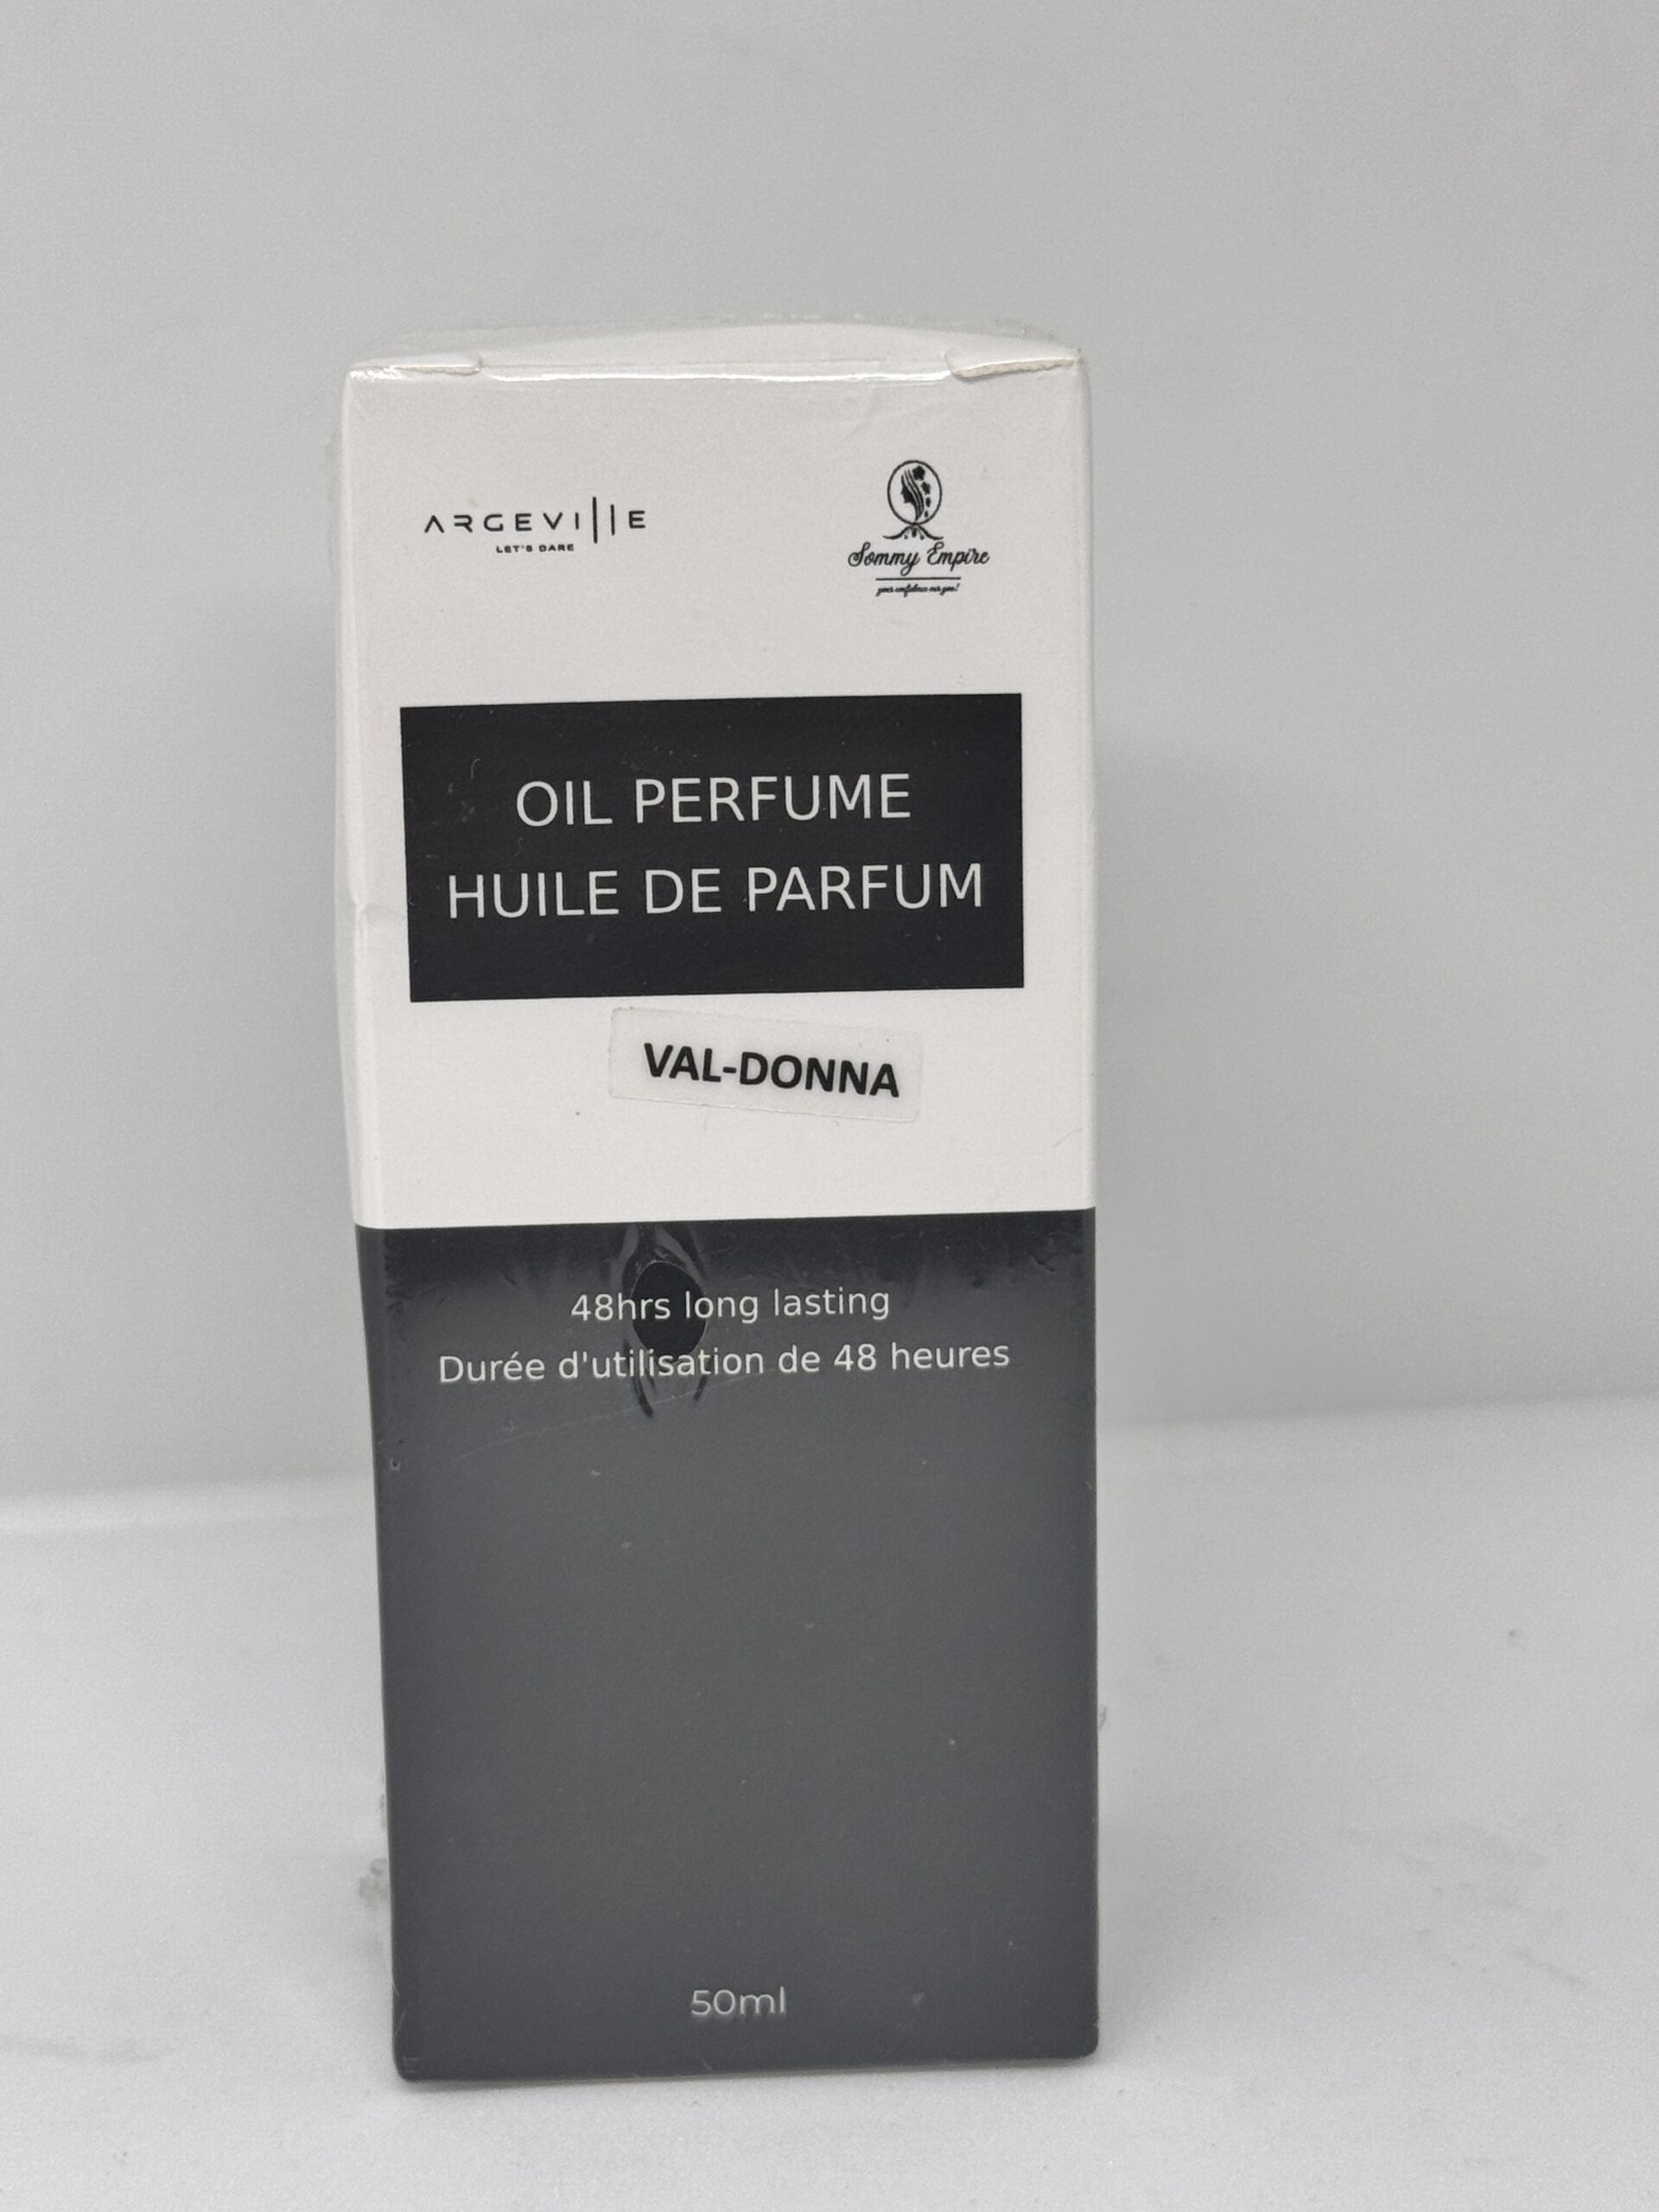 ARGEVILLE
LET'S DARE
Sommy Empire
OIL PERFUME
HUILE DE PARFUM
VAL-DONNA
48hrs long lasting
Durée d'utilisation de 48 heures
50ml